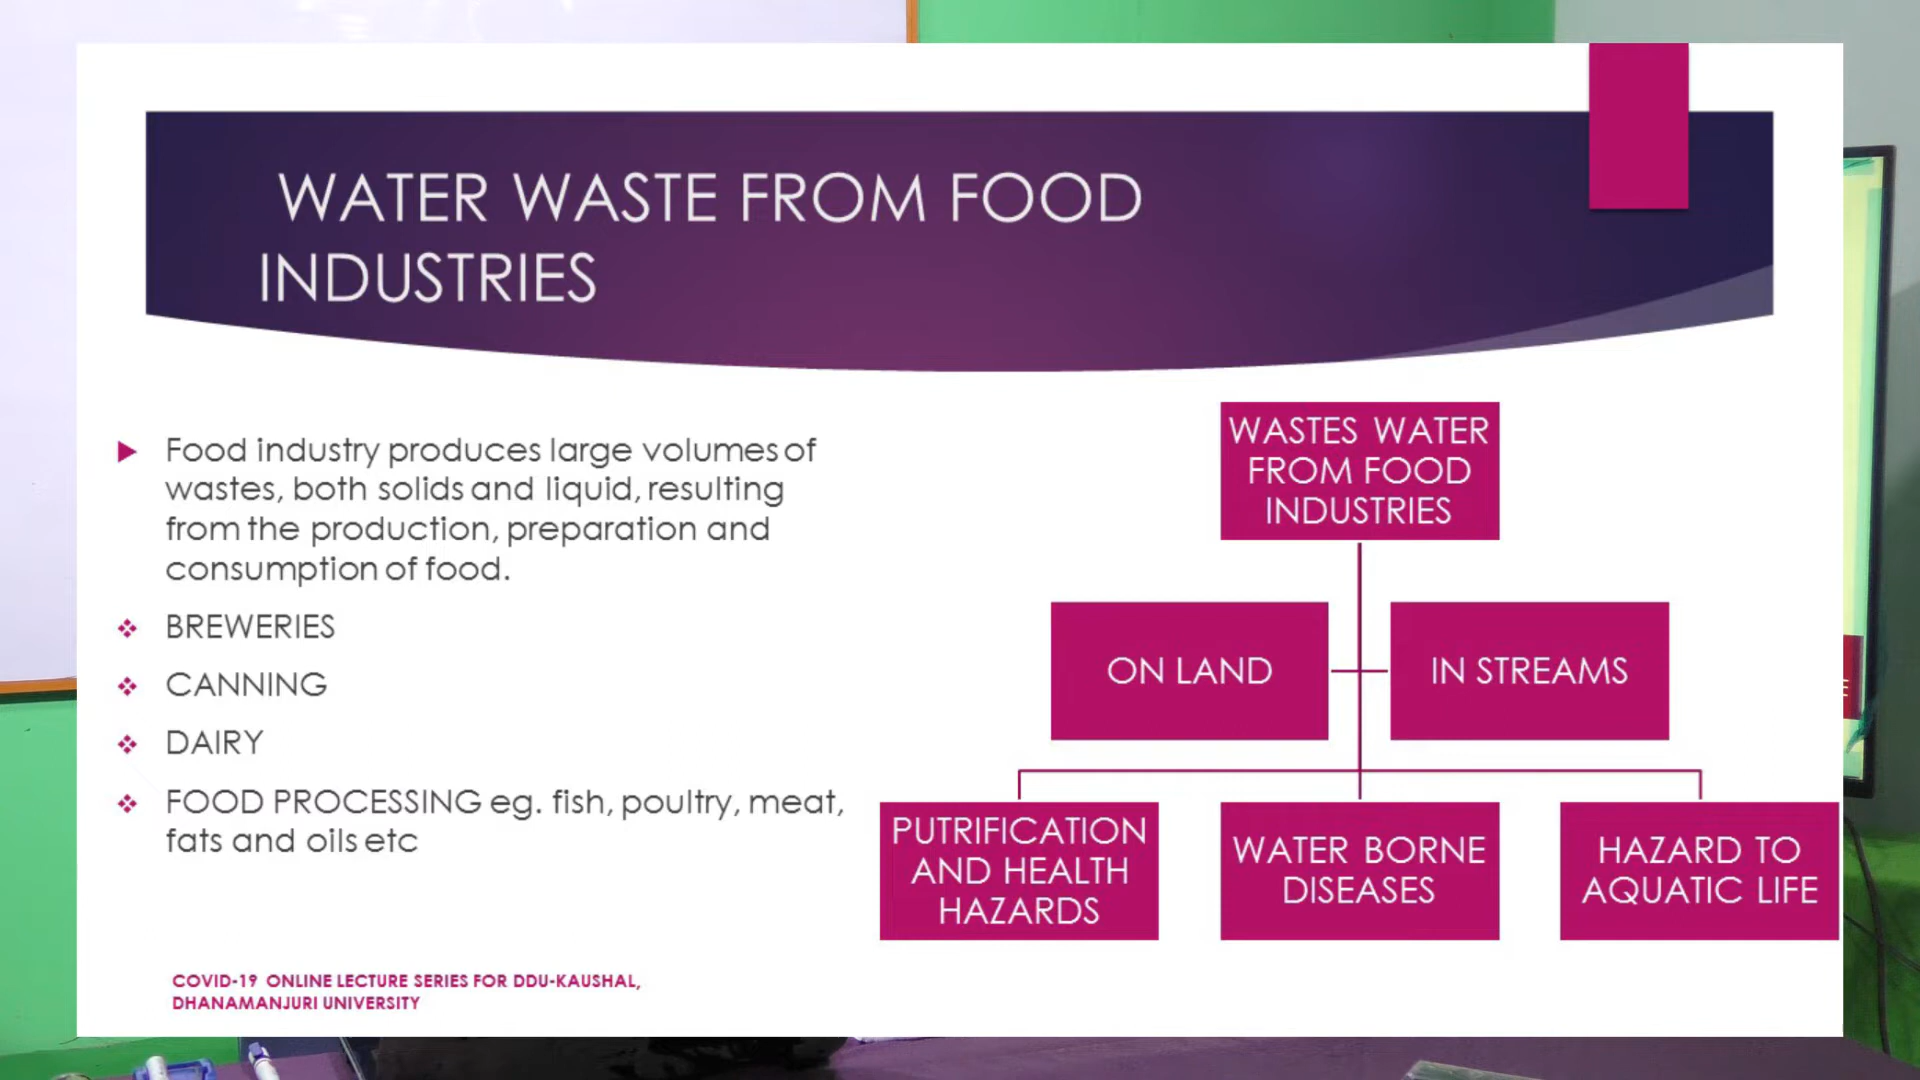 WATER WASTE FROM FOOD
INDUSTRIES
Food industry produces large volumes of
wastes, both solids and liquid, resulting
from the production, preparation and
consumption of food.
BREWERIES
CANNING
DAIRY
FOOD PROCESSING eg. fish, poultry, meat,
fats and oils etc
WASTES WATER
FROM FOOD
INDUSTRIES
ON LAND
IN STREAMS
PUTRIFICATION
AND HEALTH
HAZARDS
WATER BORNE
DISEASES
HAZARD TO
AQUATIC LIFE
COVID-19 ONLINE LECTURE SERIES FOR DDU-KAUSHAL,
DHANAMANJURI UNIVERSITY